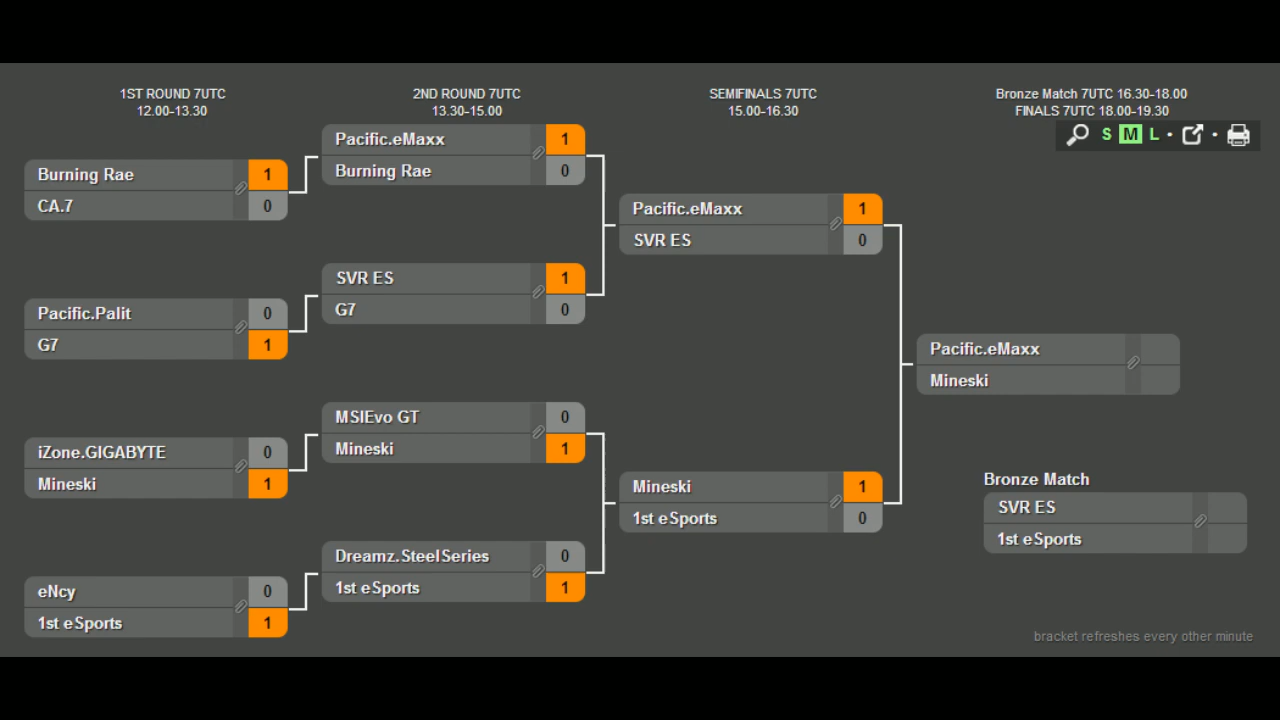 1ST ROUND 7UTC
12.00-13.30
2ND ROUND 7UTC
13.30-15.00
SEMIFINALS 7UTC
15.00-16.30
Bronze Match 7UTC 16.30-18.00
FINALS 7UTC 18.00-19.30
S M L
Burning Rae 1
CA.7 0
Pacific.Palit 0
G7 1
iZone.GIGABYTE 0
Mineski 1
eNcy 0
1st eSports 1
Pacific.eMaxx 1
Burning Rae 0
SVR ES 1
G7 0
MSIEvo GT 0
Mineski 1
Dreamz.SteelSeries 0
1st eSports 1
Pacific.eMaxx 1
SVR ES 0
Mineski 1
1st eSports 0
Pacific.eMaxx
Mineski
Bronze Match
SVR ES
1st eSports
bracket refreshes every other minute